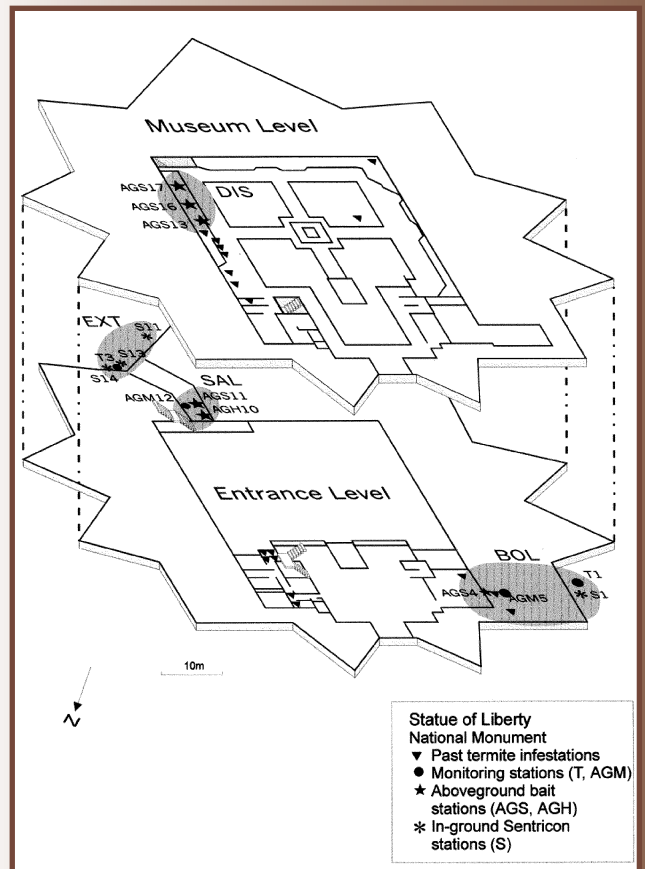 Museum Level
AGS17
DIS
AGS16
AGS13
EXT
S11
T3
S13
S14
SAL
AGM12
AGS11
AGH10
Entrance Level
BOL
T1
AGS4
AGM5
S1
10m
N
Statue of Liberty
National Monument
▼ Past termite infestations
● Monitoring stations (T, AGM)
★ Aboveground bait
stations (AGS, AGH)
* In-ground Sentricon
stations (S)